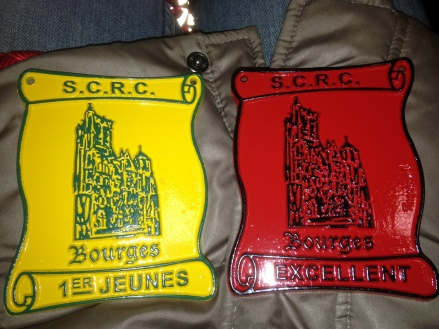 S.C.R.C.
Bourges
1ER JEUNES
S.C.R.C.
Bourges
EXCELLENT